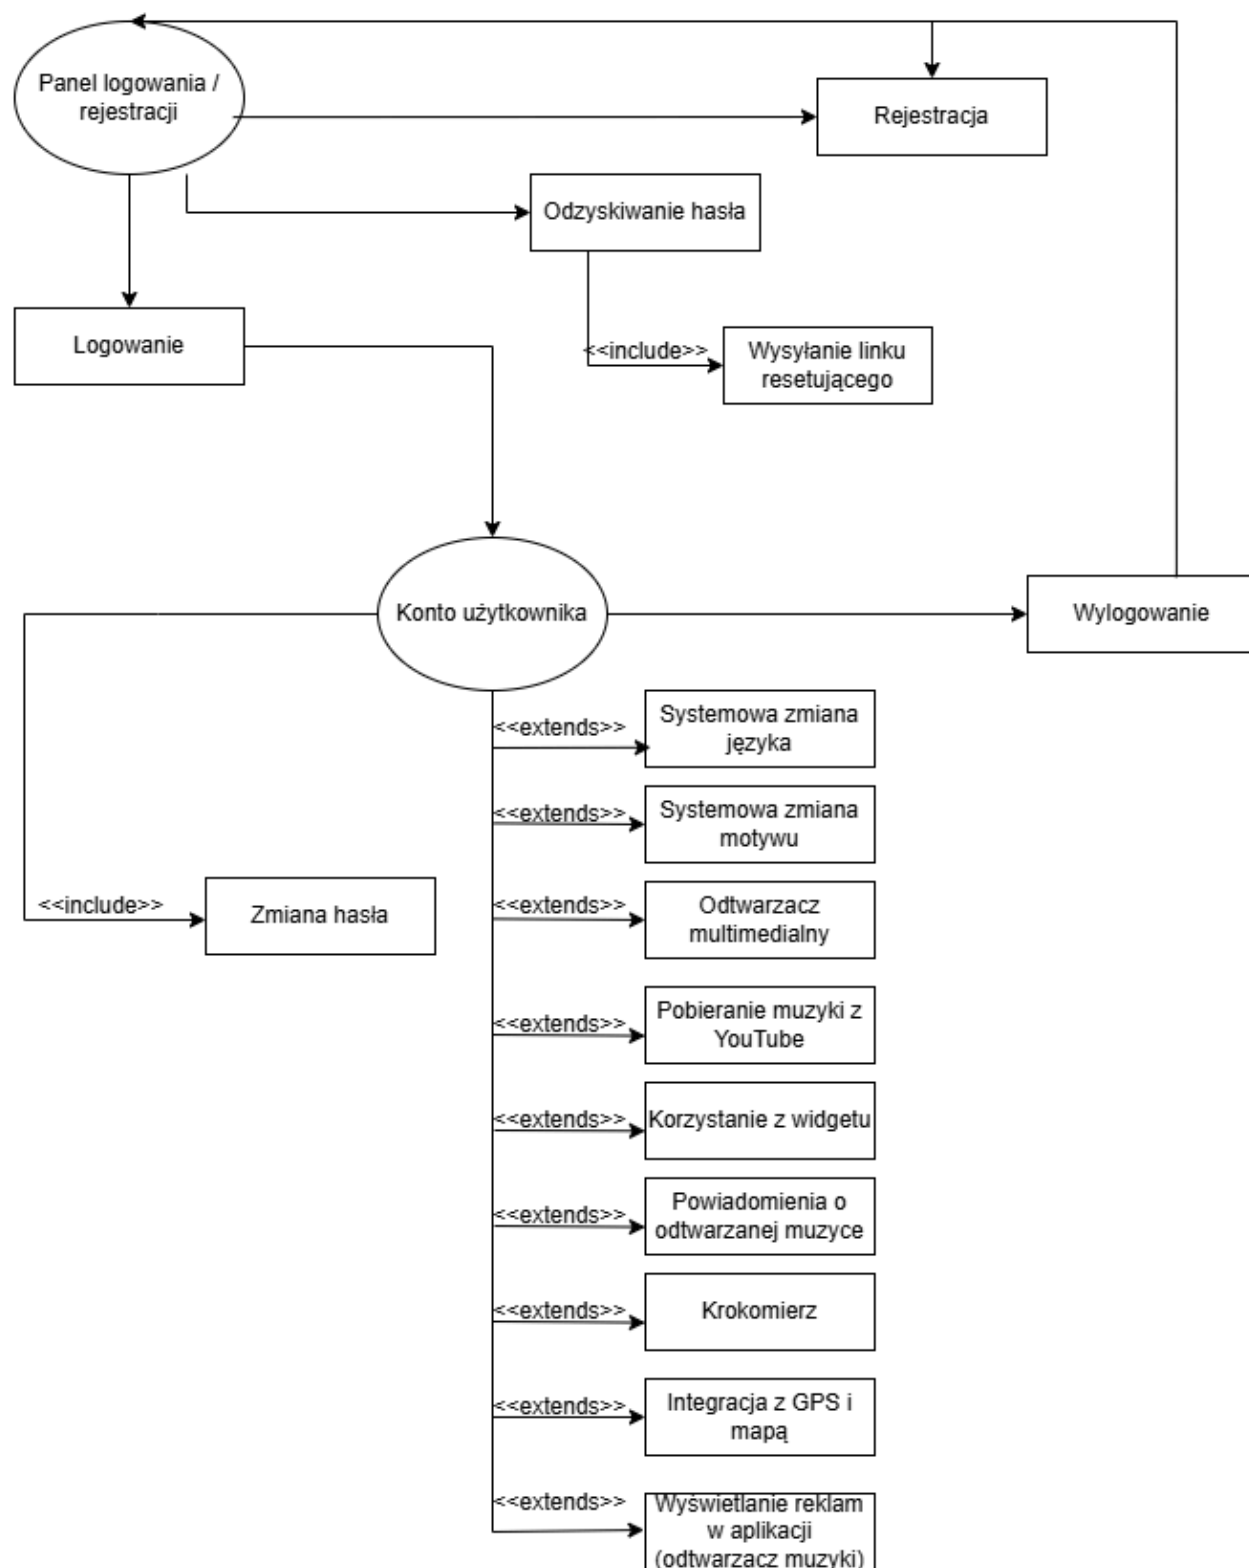 Panel logowania /
rejestracji
Rejestracja
Odzyskiwanie hasła
Logowanie
<<include>>
Wysyłanie linku
resetującego
Konto użytkownika
Wylogowanie
<<extends>>
Systemowa zmiana
języka
<<extends>>
Systemowa zmiana
motywu
<<include>>
Zmiana hasła
<<extends>>
Odtwarzacz
multimedialny
<<extends>>
Pobieranie muzyki z
YouTube
<<extends>>
Korzystanie z widgetu
<<extends>>
Powiadomienia o
odtwarzanej muzyce
<<extends>>
Krokomierz
<<extends>>
Integracja z GPS i
mapą
<<extends>>
Wyświetlanie reklam
w aplikacji
(odtwarzacz muzyki)